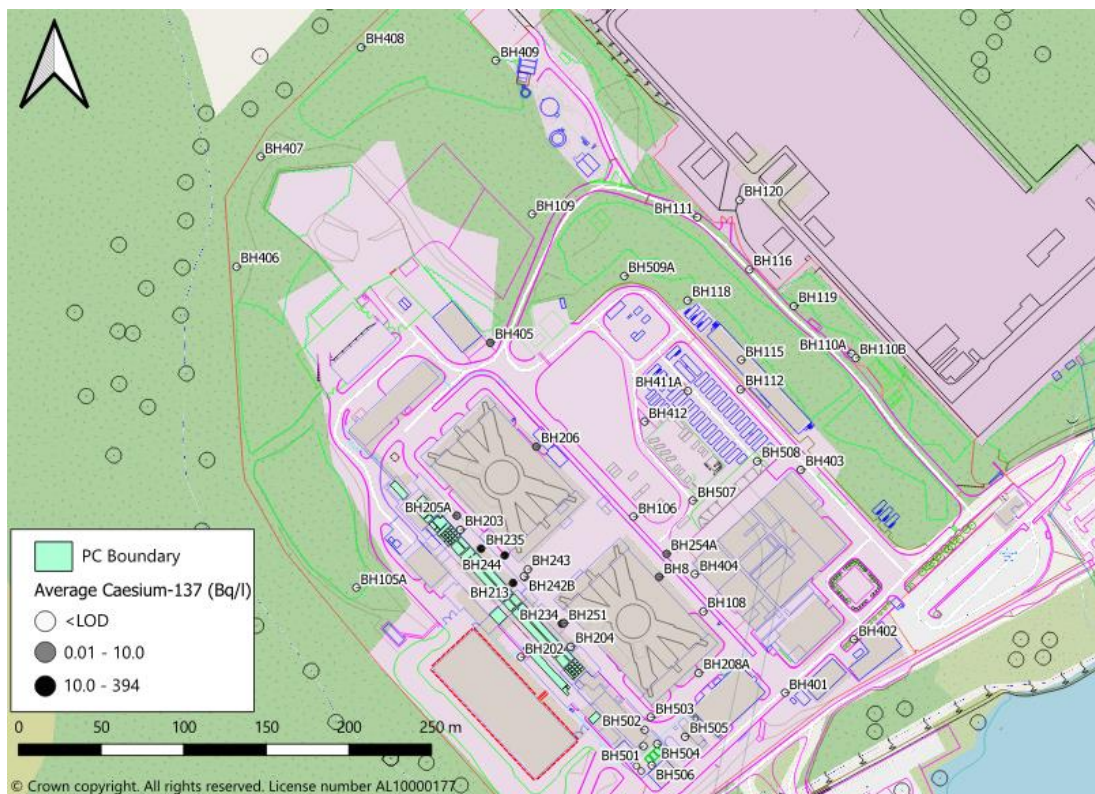 BH408
BH409
BH407
BH120
BH109
BH111
BH406
BH116
BH509A
BH118
BH119
BH405
BH115
BH110A
BH110B
BH112
BH411A
BH412
BH206
BH508
BH403
BH507
BH205A
BH203
BH106
BH235
BH254A
BH244
BH243
BH404
BH8
BH105A
BH242B
BH213
BH108
BH234
BH251
BH402
BH204
BH202
BH208A
BH401
BH503
BH502
BH505
BH501
BH504
BH506
PC Boundary
Average Caesium-137 (Bq/l)
<LOD
0.01 - 10.0
10.0 - 394
0 50 100 150 200 250 m
© Crown copyright. All rights reserved. License number AL10000177